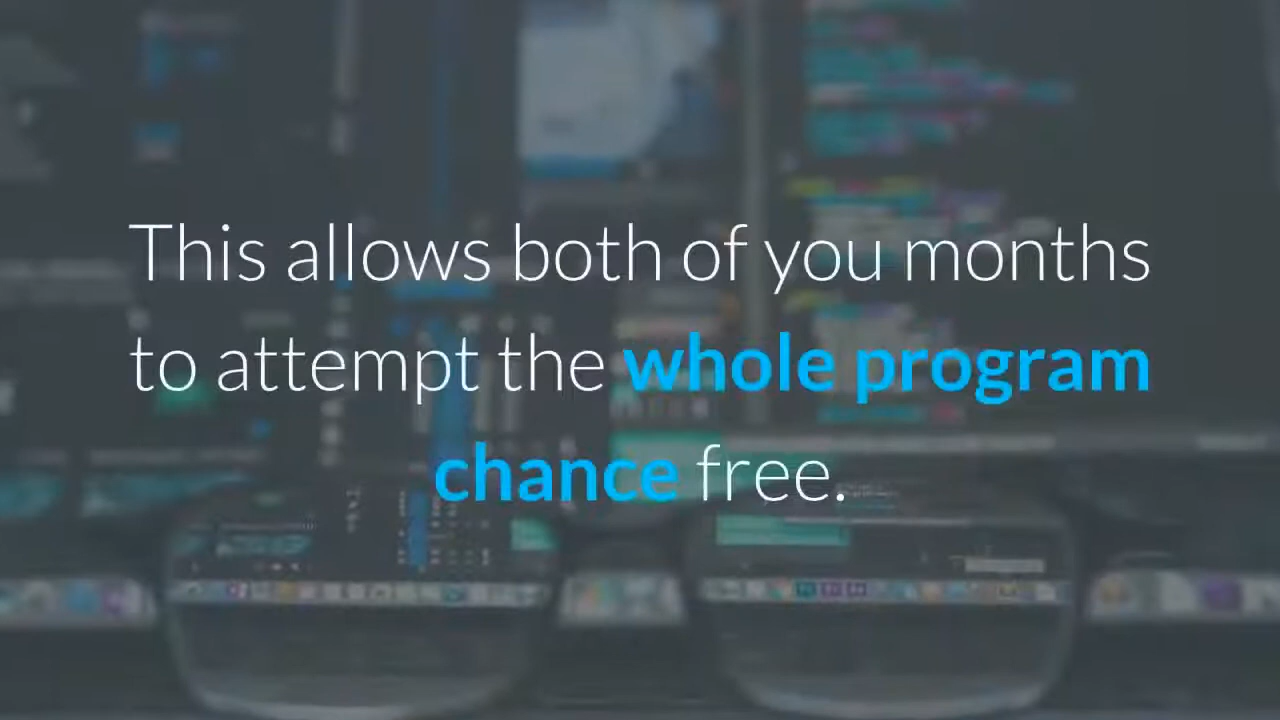 This allows both of you months
to attempt the whole program
chance free.